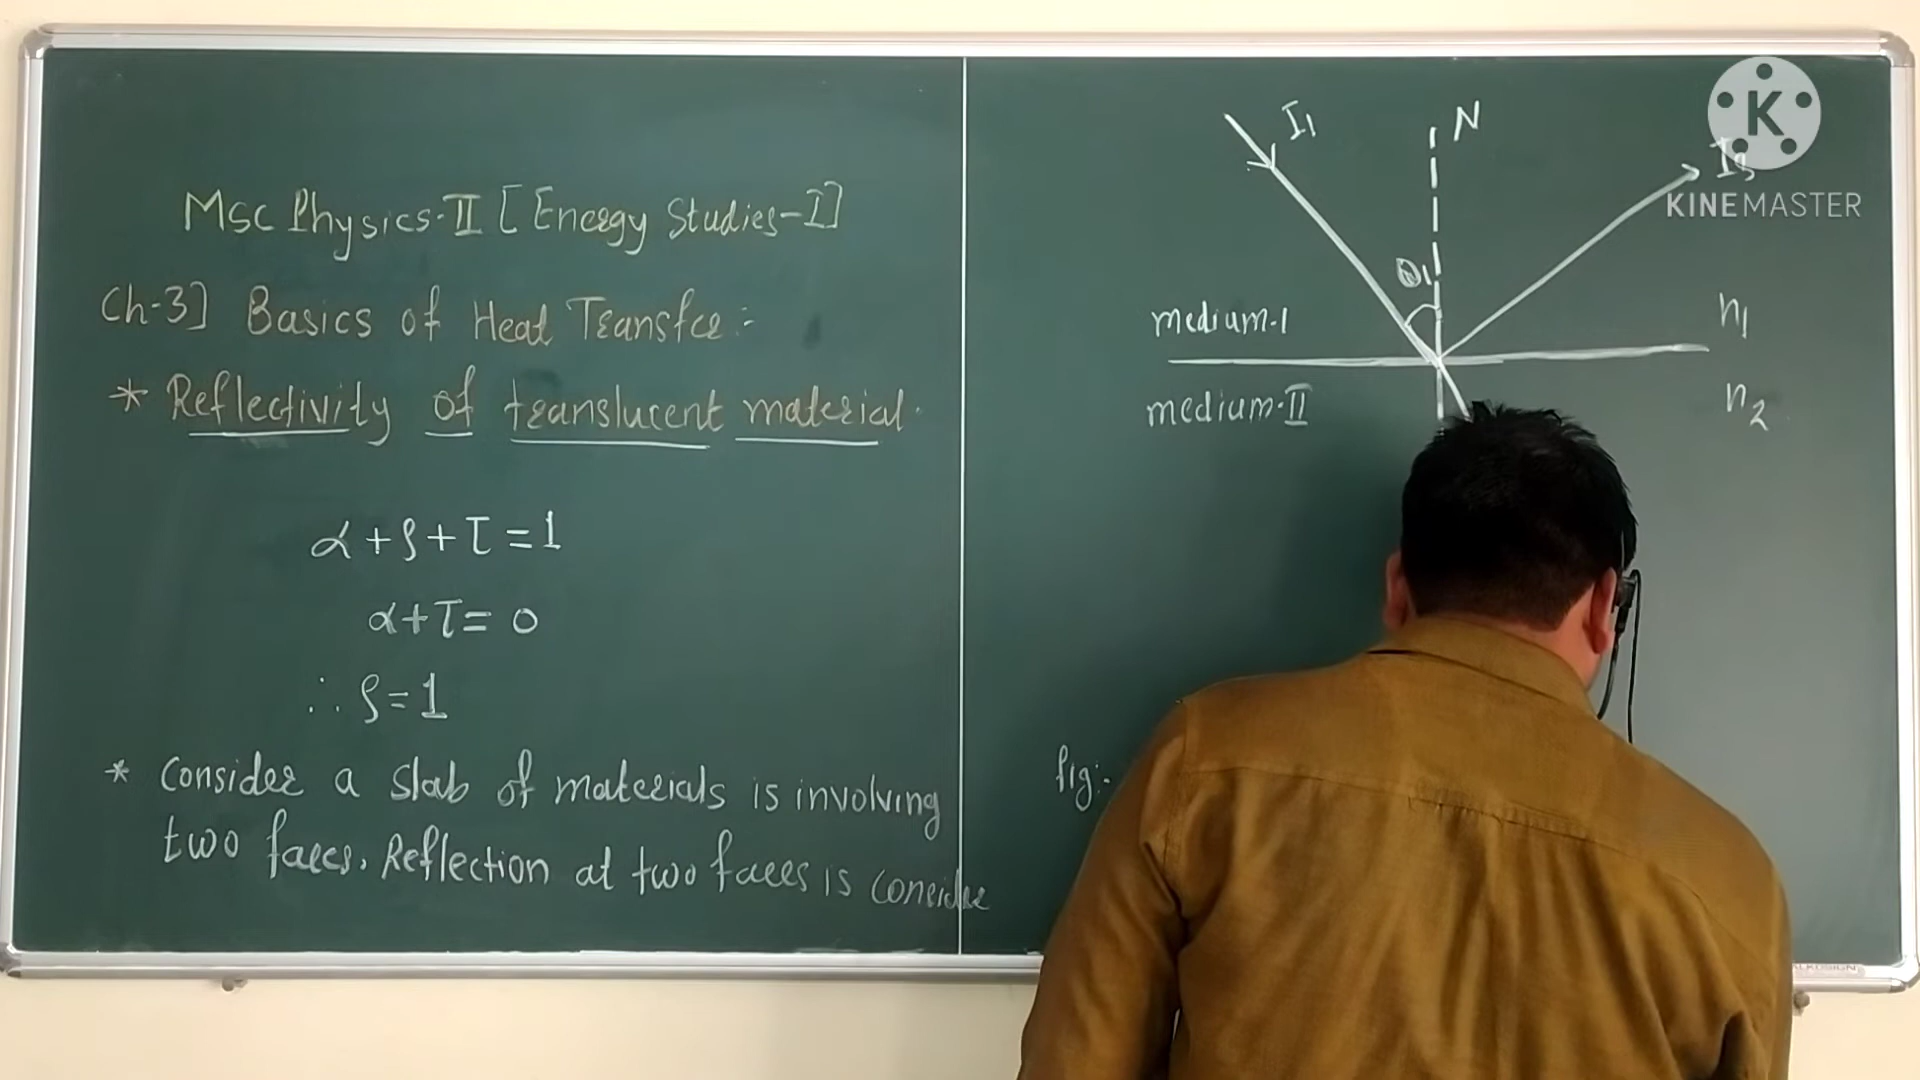 Msc Physics-II [Energy Studies-I]
Ch-3] Basics of Heat Transfer:-
* Reflectivity of translucent material.
α+ρ+τ=1
α+τ=0
∴ ρ=1
* Consider a slab of materials is involving
two faces. Reflection at two faces is consider
I₁
N
K
KINEMASTER
θ₁
medium-I
n₁
medium-II
n₂
fig:-